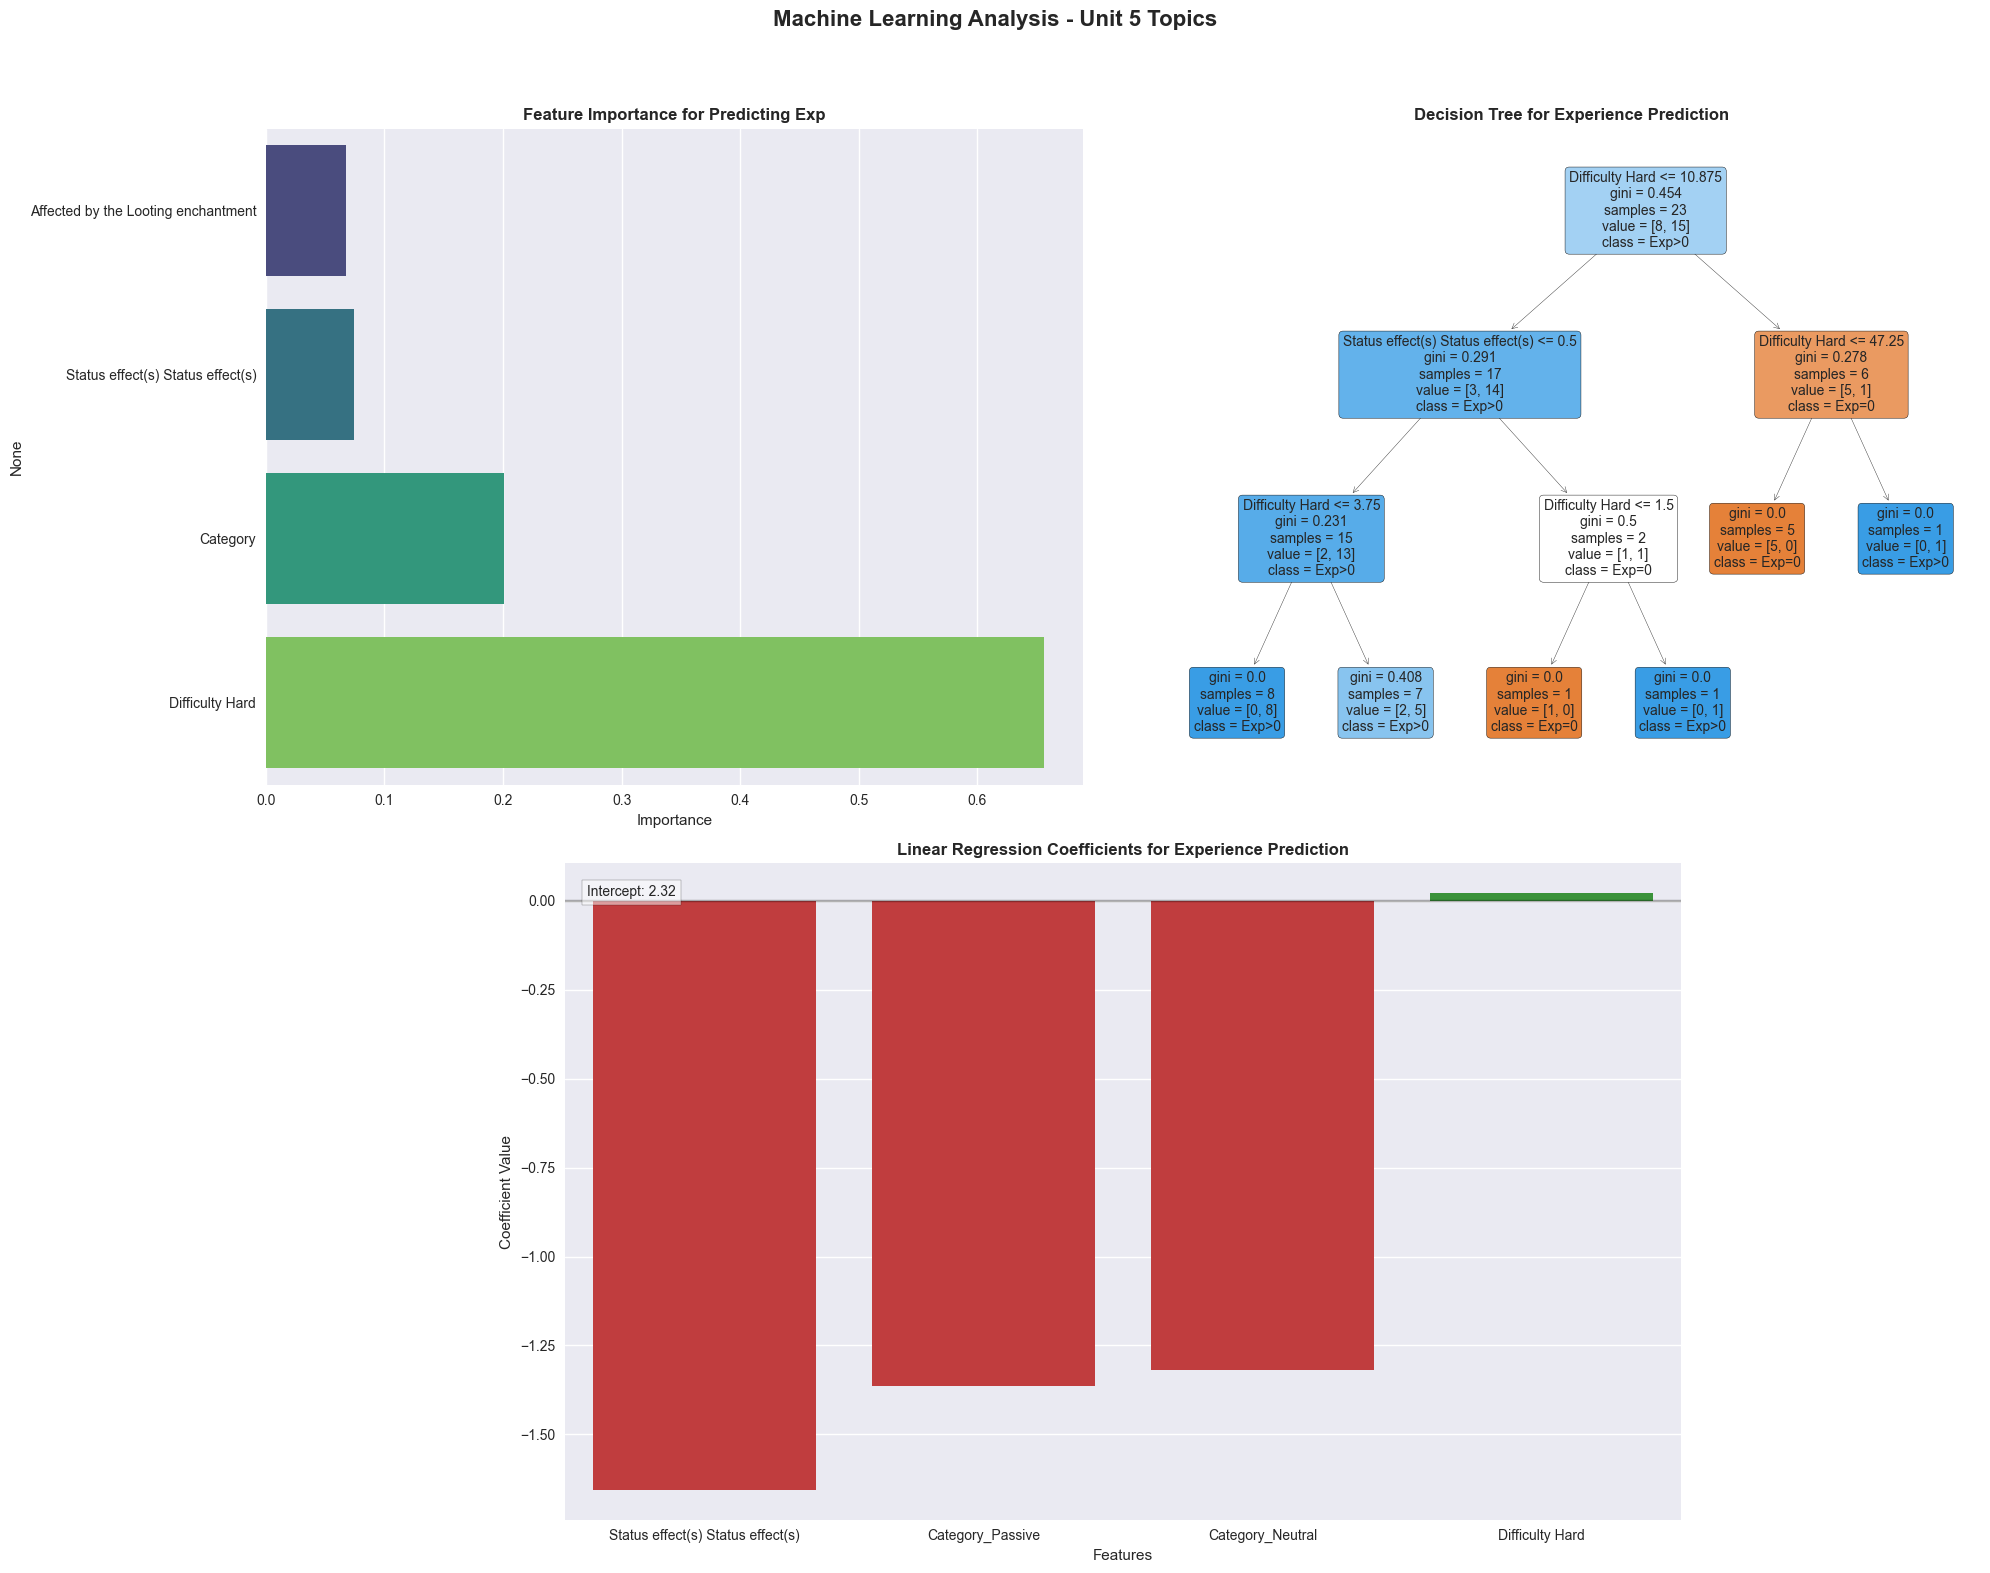 Machine Learning Analysis - Unit 5 Topics
Feature Importance for Predicting Exp
None
Affected by the Looting enchantment
Status effect(s) Status effect(s)
Category
Difficulty Hard
0.0
0.1
0.2
0.3
0.4
0.5
0.6
Importance
Decision Tree for Experience Prediction
Difficulty Hard <= 10.875
gini = 0.454
samples = 23
value = [8, 15]
class = Exp>0
Status effect(s) Status effect(s) <= 0.5
gini = 0.291
samples = 17
value = [3, 14]
class = Exp>0
Difficulty Hard <= 47.25
gini = 0.278
samples = 6
value = [5, 1]
class = Exp=0
Difficulty Hard <= 3.75
gini = 0.231
samples = 15
value = [2, 13]
class = Exp>0
Difficulty Hard <= 1.5
gini = 0.5
samples = 2
value = [1, 1]
class = Exp=0
gini = 0.0
samples = 5
value = [5, 0]
class = Exp=0
gini = 0.0
samples = 1
value = [0, 1]
class = Exp>0
gini = 0.0
samples = 8
value = [0, 8]
class = Exp>0
gini = 0.408
samples = 7
value = [2, 5]
class = Exp>0
gini = 0.0
samples = 1
value = [1, 0]
class = Exp=0
gini = 0.0
samples = 1
value = [0, 1]
class = Exp>0
Linear Regression Coefficients for Experience Prediction
Intercept: 2.32
Coefficient Value
0.00
−0.25
−0.50
−0.75
−1.00
−1.25
−1.50
Status effect(s) Status effect(s)
Category_Passive
Category_Neutral
Difficulty Hard
Features